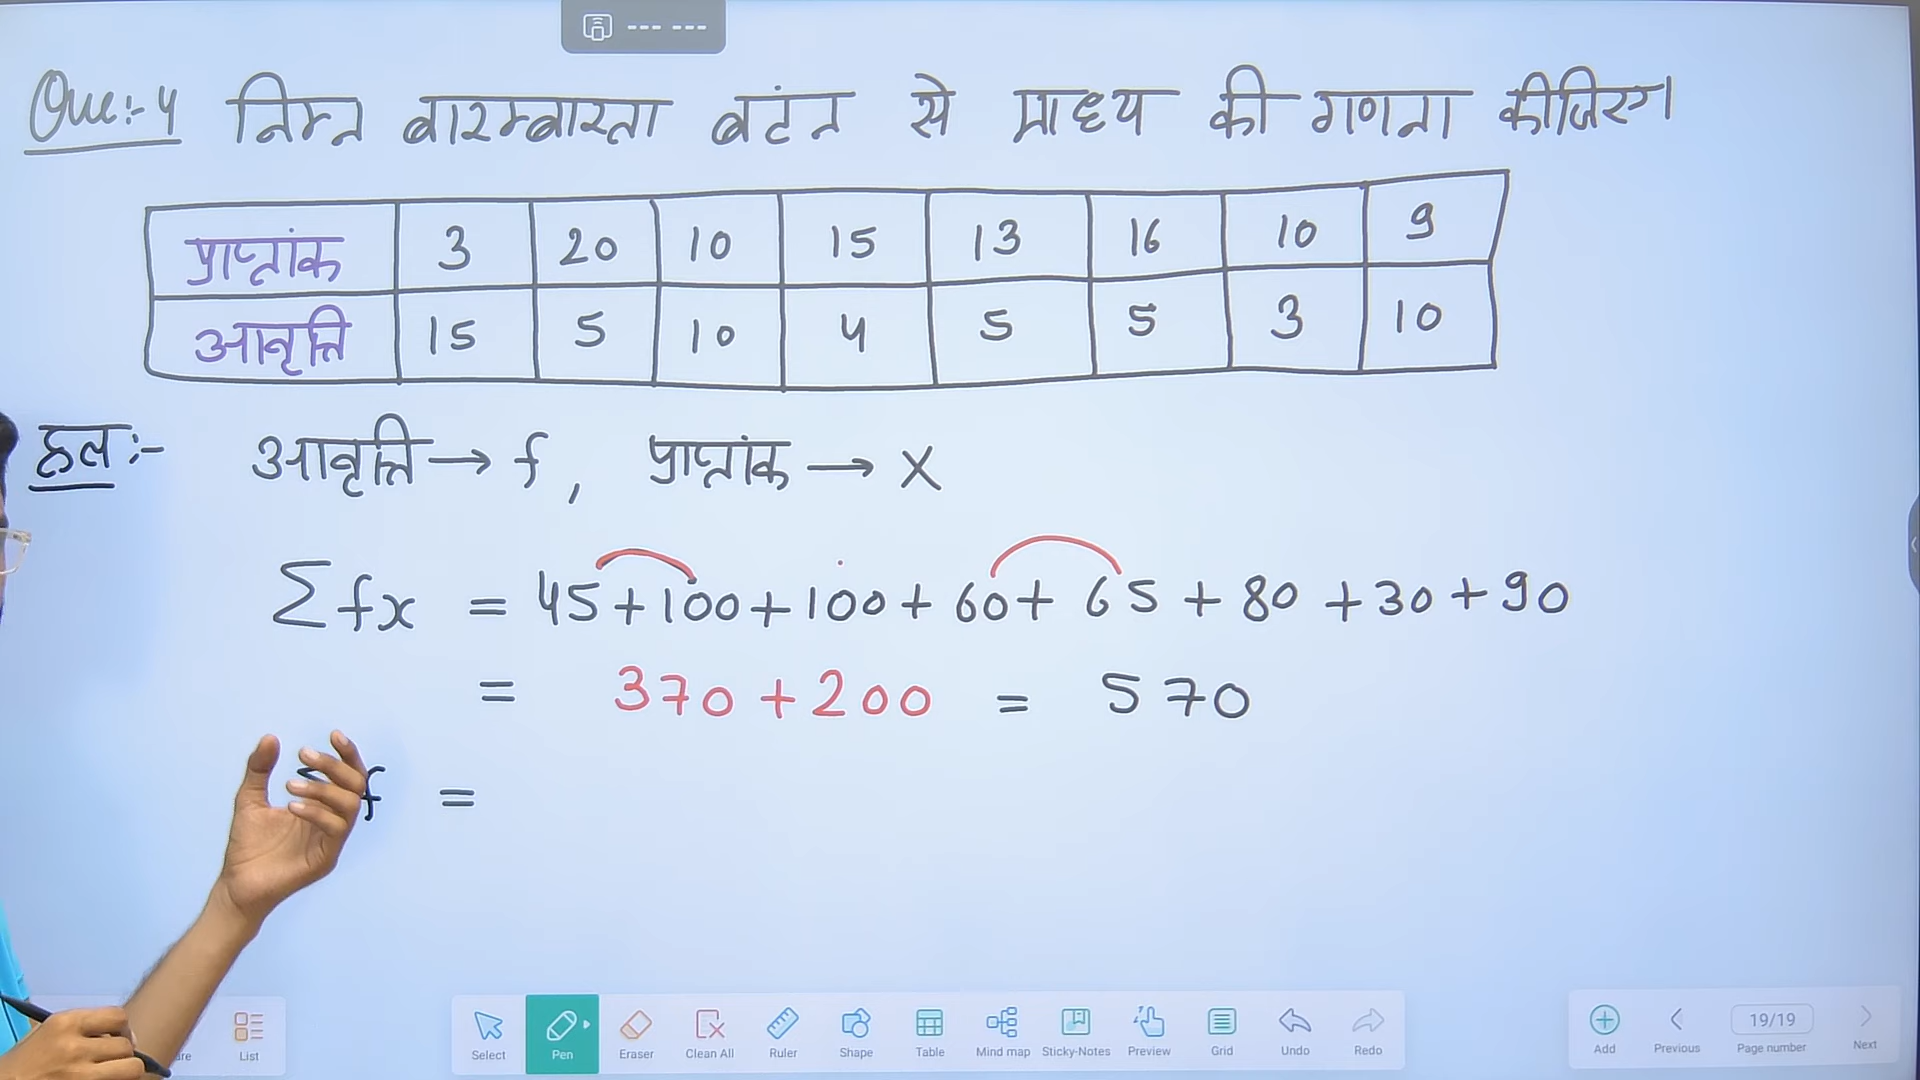 Que:- 4 निम्न बारम्बारता बटंन से माध्य की गणना कीजिए।
प्राप्तांक 3 20 10 15 13 16 10 9
आवृत्ति 15 5 10 4 5 5 3 10
हल:- आवृत्ति → f, प्राप्तांक → x
∑fx = 45+100+100+60+65+80+30+90
= 370+200 = 570
f =
List Select Pen Eraser Clean All Ruler Shape Table Mind map Sticky-Notes Preview Grid Undo Redo Add Previous 19/19 Page number Next